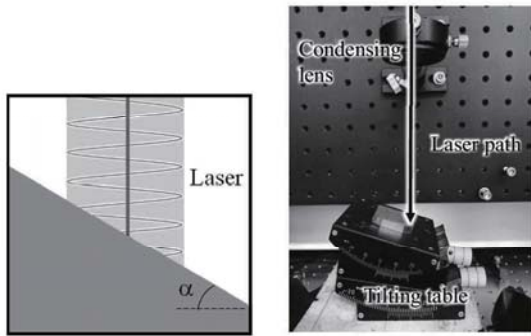 Laser
α
Condensing
lens
Laser path
Tilting table